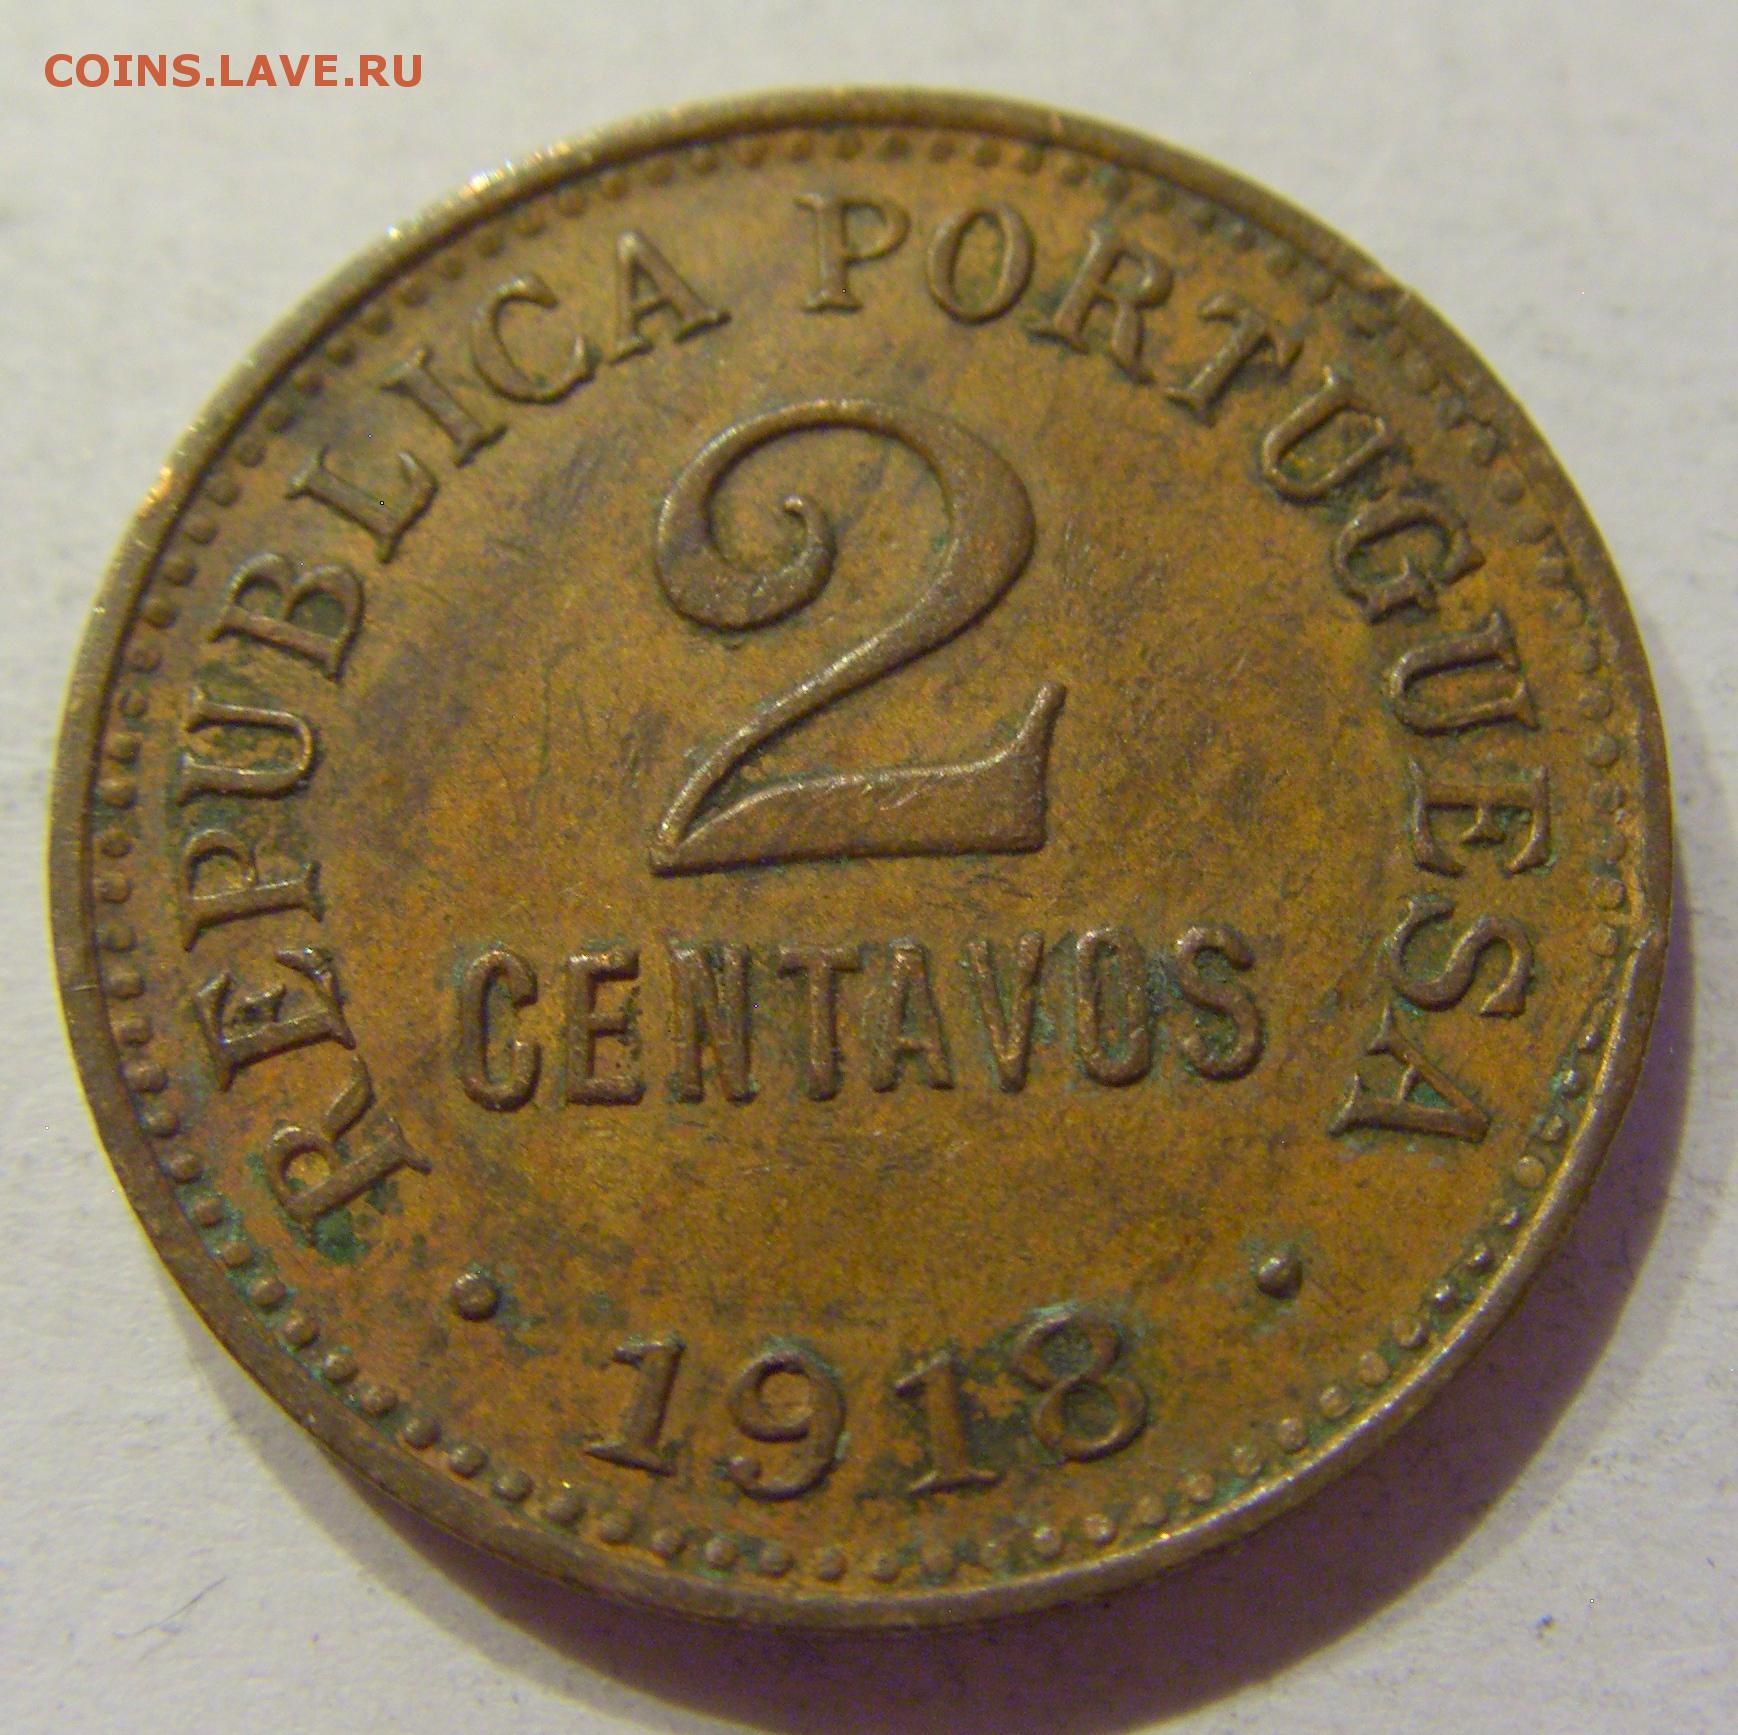 COINS.LAVE.RU
REPUBLICA PORTUGUESA
2
CENTAVOS
• 1918 •